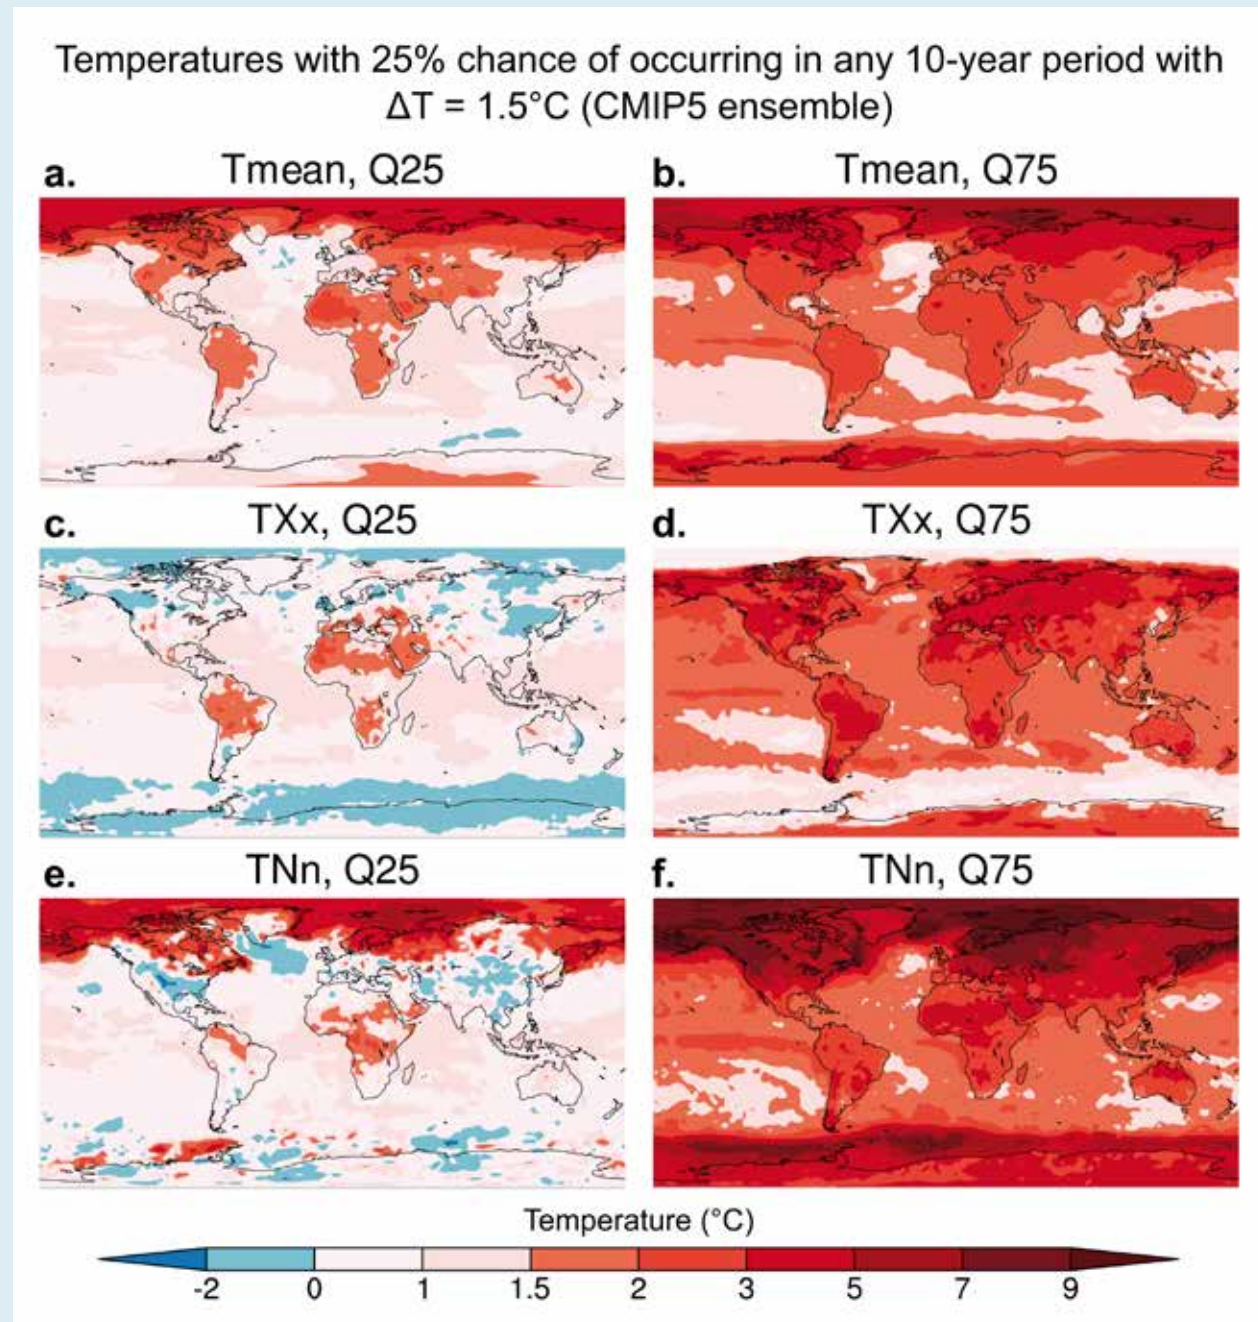 Temperatures with 25% chance of occurring in any 10-year period with
ΔT = 1.5°C (CMIP5 ensemble)
a. Tmean, Q25
b. Tmean, Q75
c. TXx, Q25
d. TXx, Q75
e. TNn, Q25
f. TNn, Q75
Temperature (°C)
-2 0 1 1.5 2 3 5 7 9